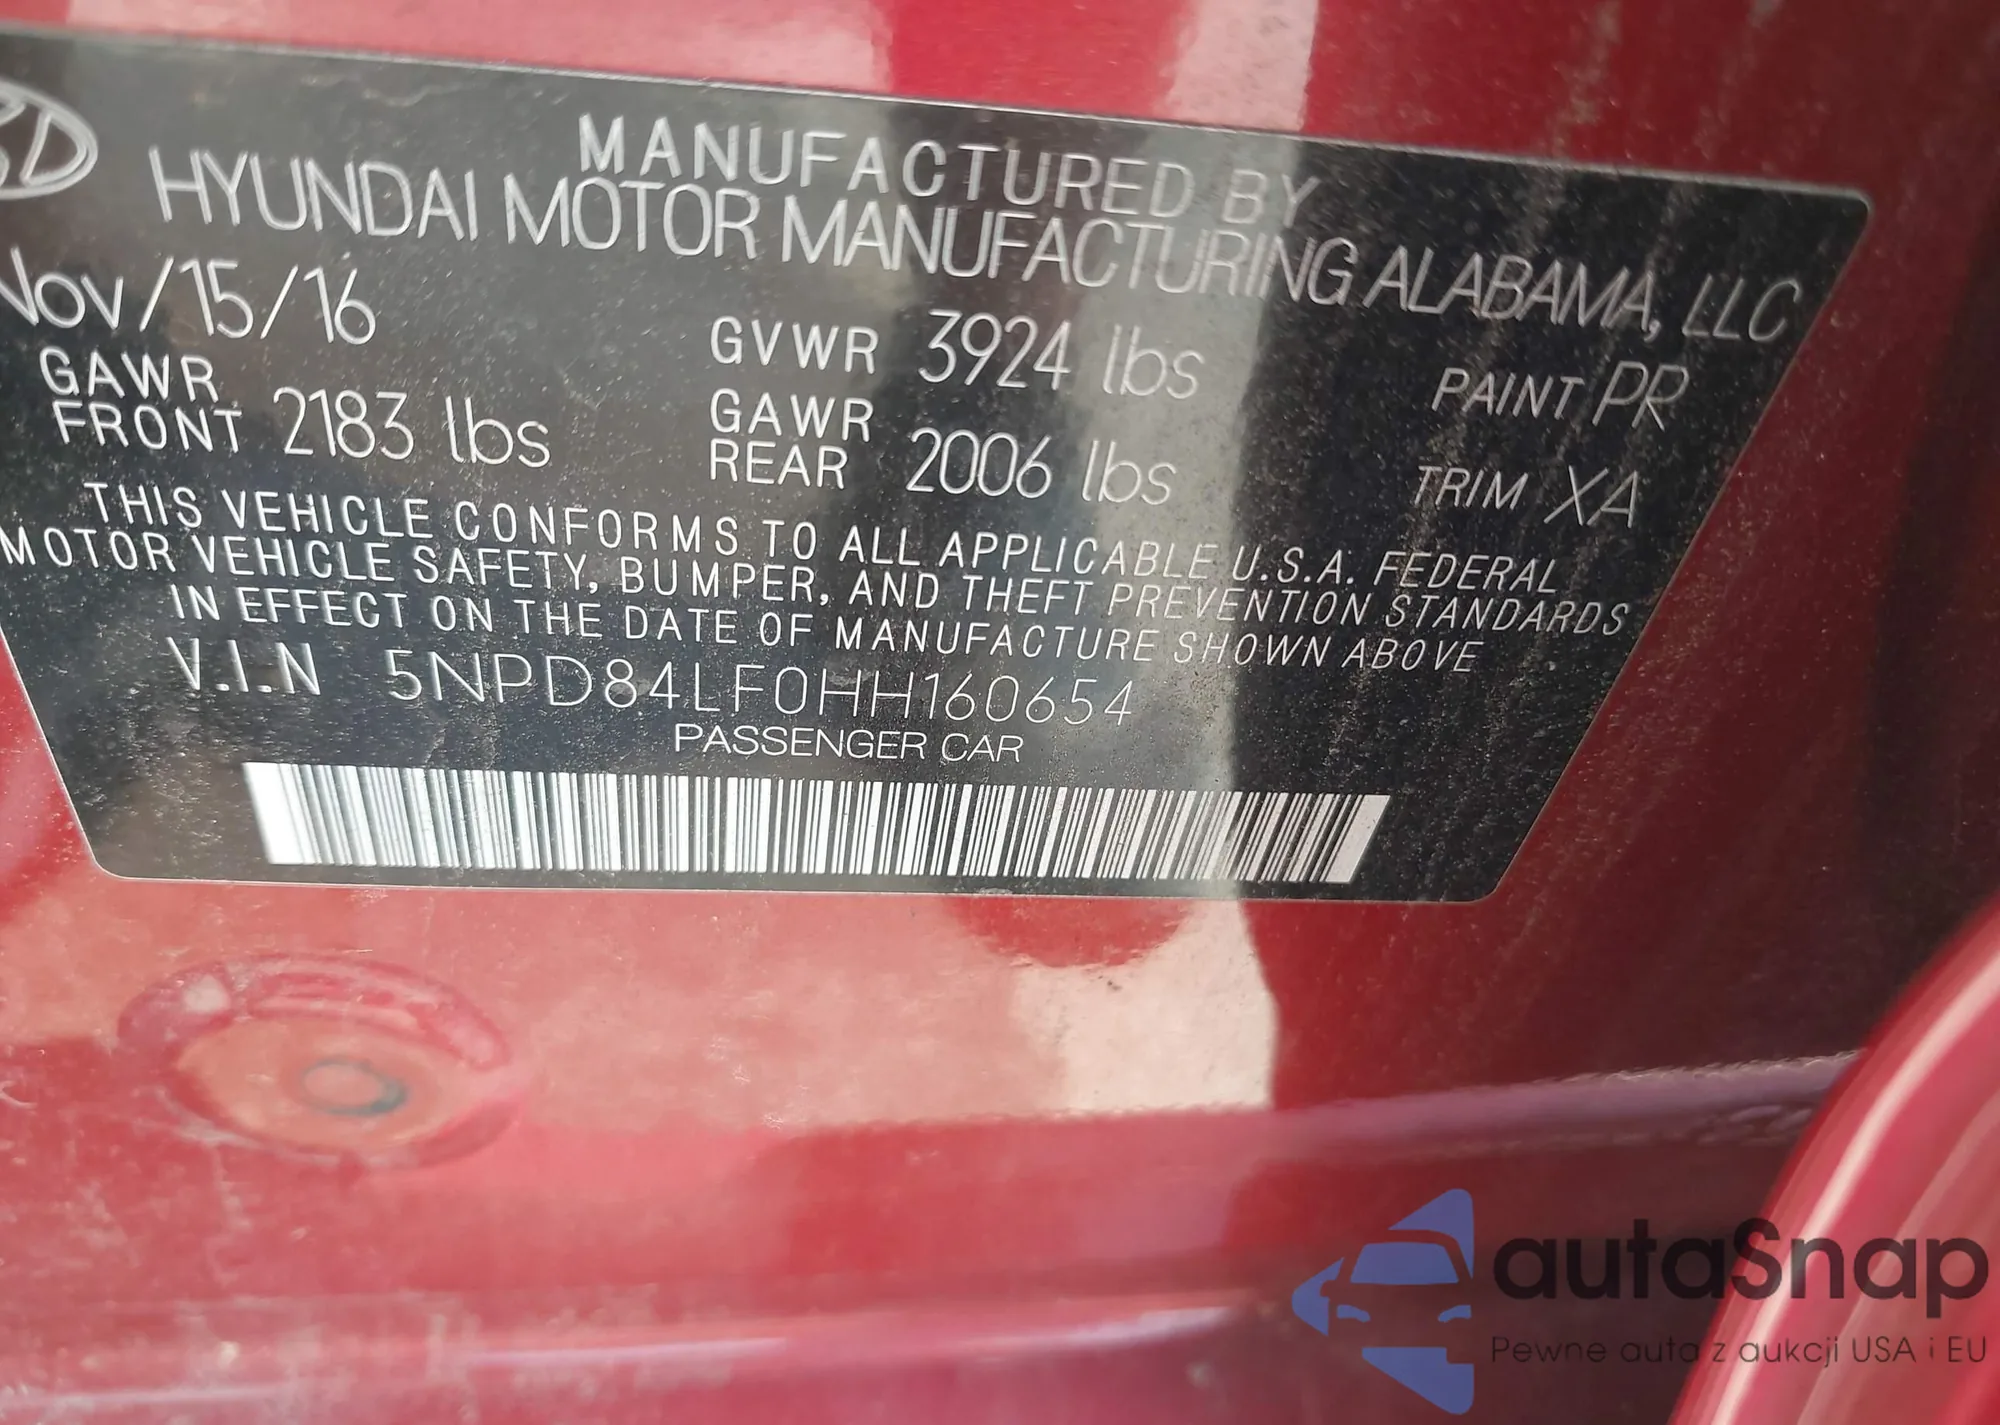 MANUFACTURED BY
HYUNDAI MOTOR MANUFACTURING ALABAMA, LLC
Nov/15/16
GVWR 3924 lbs
PAINT PR
GAWR FRONT 2183 lbs
GAWR REAR 2006 lbs
TRIM XA
THIS VEHICLE CONFORMS TO ALL APPLICABLE U.S.A. FEDERAL
MOTOR VEHICLE SAFETY, BUMPER, AND THEFT PREVENTION STANDARDS
IN EFFECT ON THE DATE OF MANUFACTURE SHOWN ABOVE
V.I.N 5NPD84LF0HH160654
PASSENGER CAR
autaSnap
Pewne auta z aukcji USA i EU